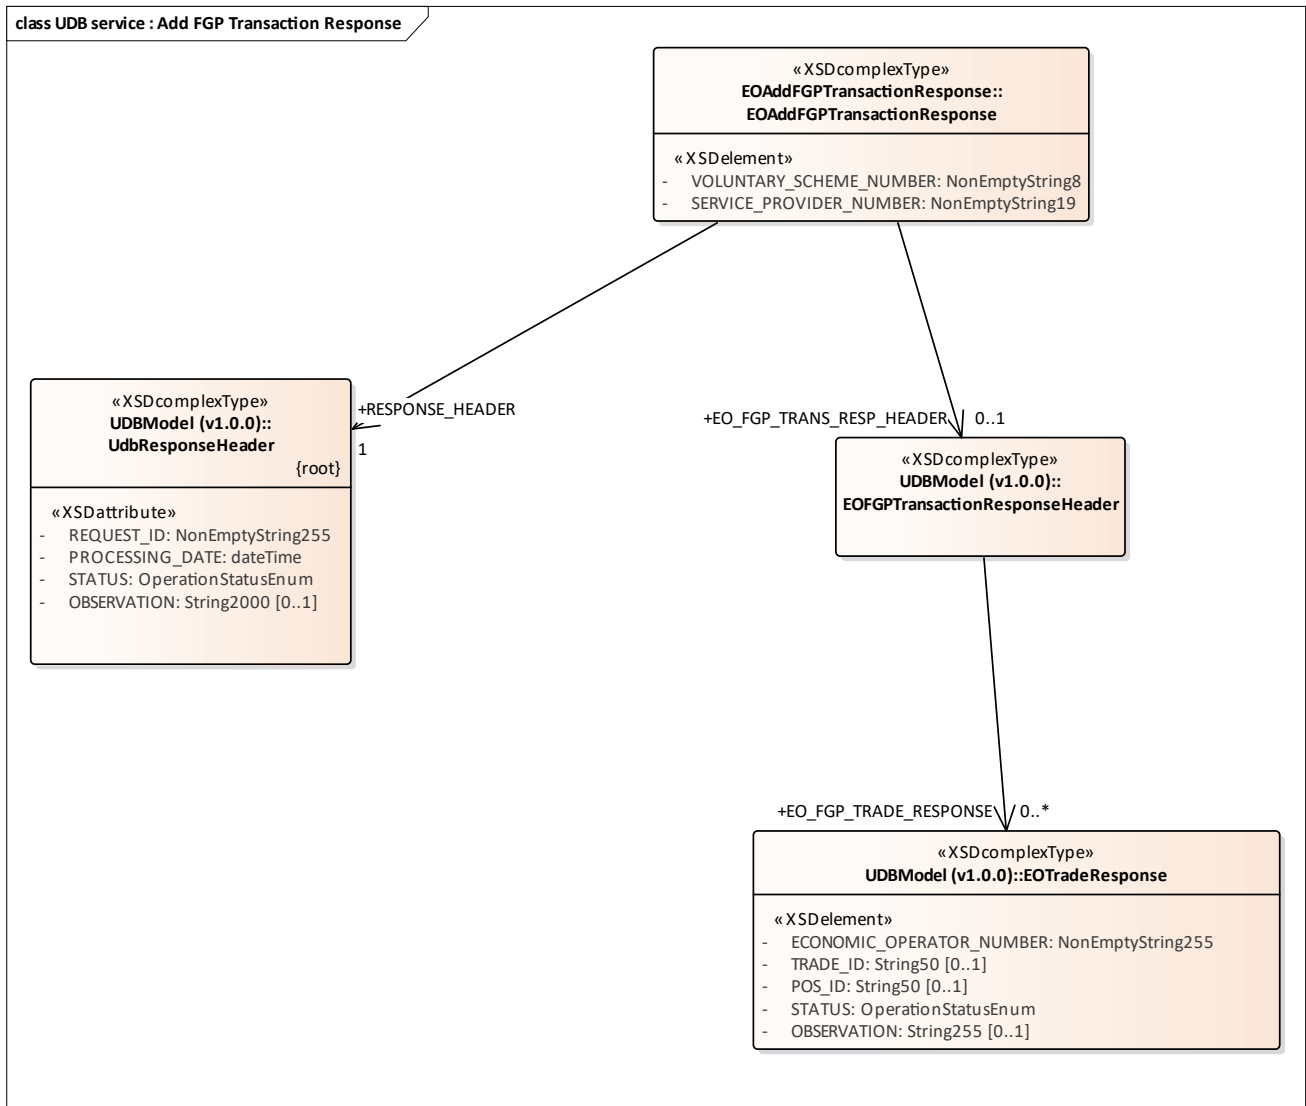 class UDB service : Add FGP Transaction Response
«XSDcomplexType»
EOAddFGPTransactionResponse::
EOAddFGPTransactionResponse
«XSDelement»
- VOLUNTARY_SCHEME_NUMBER: NonEmptyString8
- SERVICE_PROVIDER_NUMBER: NonEmptyString19
+RESPONSE_HEADER
1
«XSDcomplexType»
UDBModel (v1.0.0)::
UdbResponseHeader
{root}
«XSDattribute»
- REQUEST_ID: NonEmptyString255
- PROCESSING_DATE: dateTime
- STATUS: OperationStatusEnum
- OBSERVATION: String2000 [0..1]
+EO_FGP_TRANS_RESP_HEADER
0..1
«XSDcomplexType»
UDBModel (v1.0.0)::
EOFGPTransactionResponseHeader
+EO_FGP_TRADE_RESPONSE
0..*
«XSDcomplexType»
UDBModel (v1.0.0)::EOTradeResponse
«XSDelement»
- ECONOMIC_OPERATOR_NUMBER: NonEmptyString255
- TRADE_ID: String50 [0..1]
- POS_ID: String50 [0..1]
- STATUS: OperationStatusEnum
- OBSERVATION: String255 [0..1]